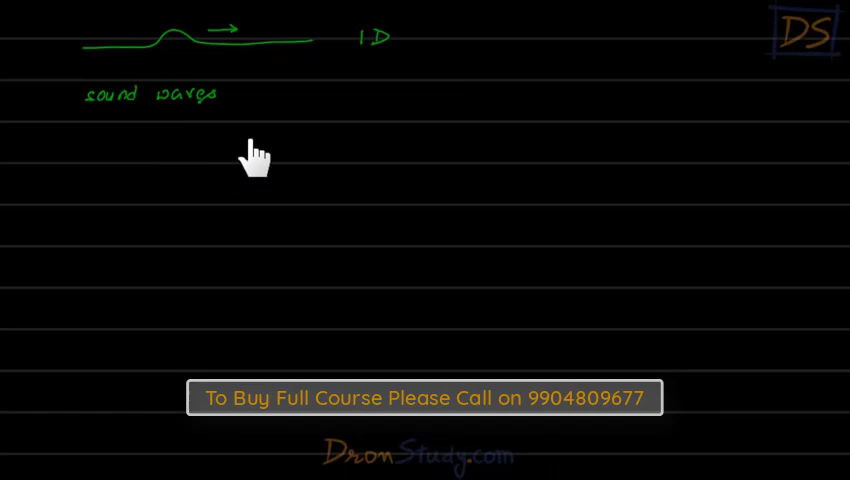 1D
DS
sound waves
To Buy Full Course Please Call on 9904809677
DronStudy.com